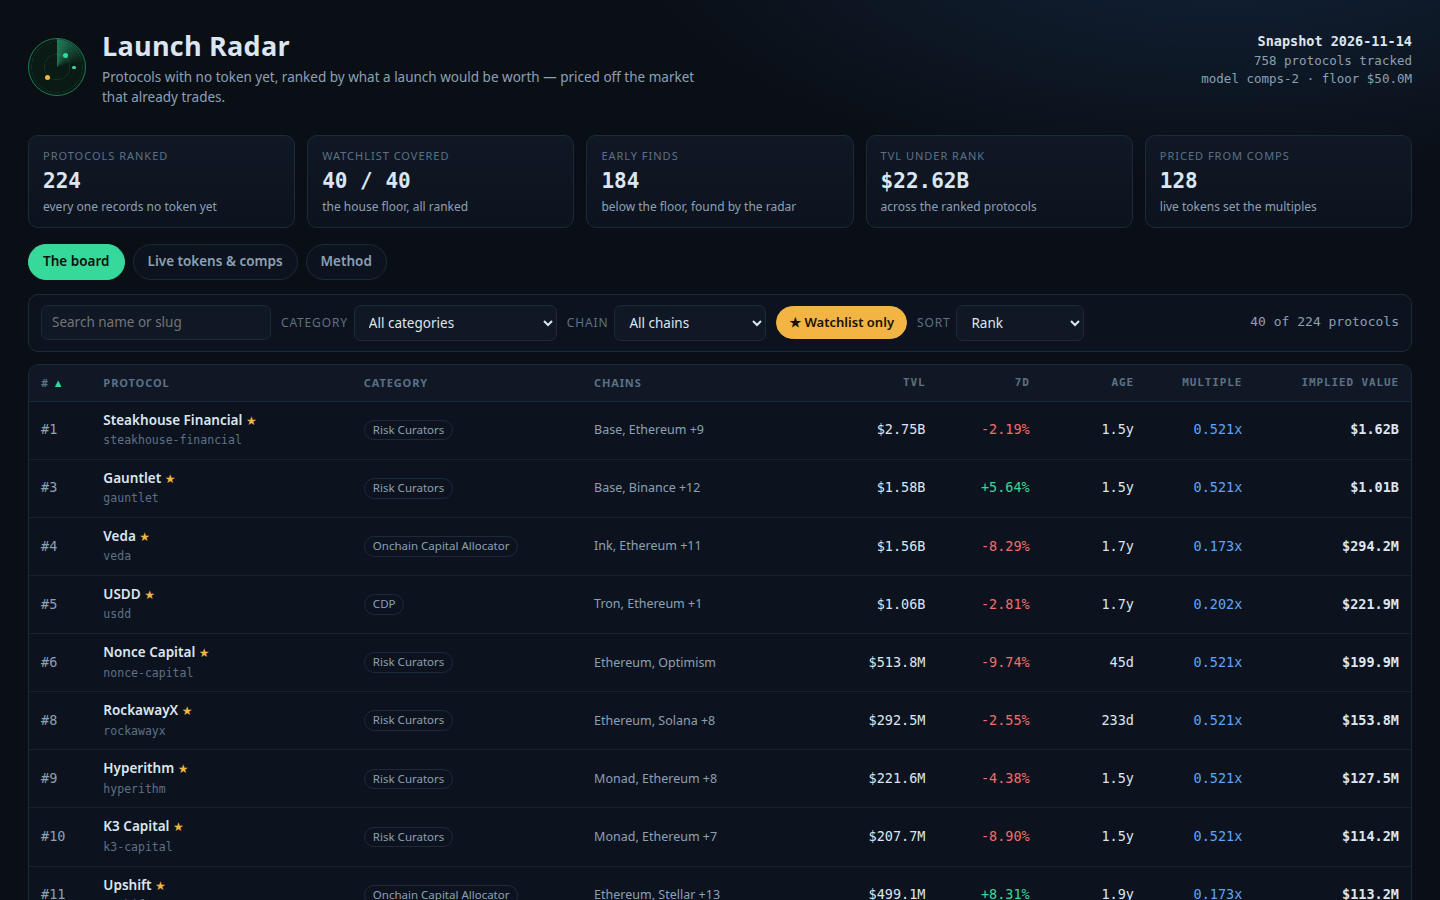 Launch Radar
Protocols with no token yet, ranked by what a launch would be worth — priced off the market
that already trades.
Snapshot 2026-11-14
758 protocols tracked
model comps-2 · floor $50.0M
PROTOCOLS RANKED
224
every one records no token yet
WATCHLIST COVERED
40 / 40
the house floor, all ranked
EARLY FINDS
184
below the floor, found by the radar
TVL UNDER RANK
$22.62B
across the ranked protocols
PRICED FROM COMPS
128
live tokens set the multiples
The board
Live tokens & comps
Method
Search name or slug CATEGORY All categories CHAIN All chains ★ Watchlist only SORT Rank 40 of 224 protocols
# ▲ PROTOCOL CATEGORY CHAINS TVL 7D AGE MULTIPLE IMPLIED VALUE
#1 Steakhouse Financial ★ Risk Curators Base, Ethereum +9 $2.75B -2.19% 1.5y 0.521x $1.62B
steakhouse-financial
#3 Gauntlet ★ Risk Curators Base, Binance +12 $1.58B +5.64% 1.5y 0.521x $1.01B
gauntlet
#4 Veda ★ Onchain Capital Allocator Ink, Ethereum +11 $1.56B -8.29% 1.7y 0.173x $294.2M
veda
#5 USDD ★ CDP Tron, Ethereum +1 $1.06B -2.81% 1.7y 0.202x $221.9M
usdd
#6 Nonce Capital ★ Risk Curators Ethereum, Optimism $513.8M -9.74% 45d 0.521x $199.9M
nonce-capital
#8 RockawayX ★ Risk Curators Ethereum, Solana +8 $292.5M -2.55% 233d 0.521x $153.8M
rockawayx
#9 Hyperithm ★ Risk Curators Monad, Ethereum +8 $221.6M -4.38% 1.5y 0.521x $127.5M
hyperithm
#10 K3 Capital ★ Risk Curators Monad, Ethereum +7 $207.7M -8.90% 1.5y 0.521x $114.2M
k3-capital
#11 Upshift ★ Onchain Capital Allocator Ethereum, Stellar +13 $499.1M +8.31% 1.9y 0.173x $113.2M